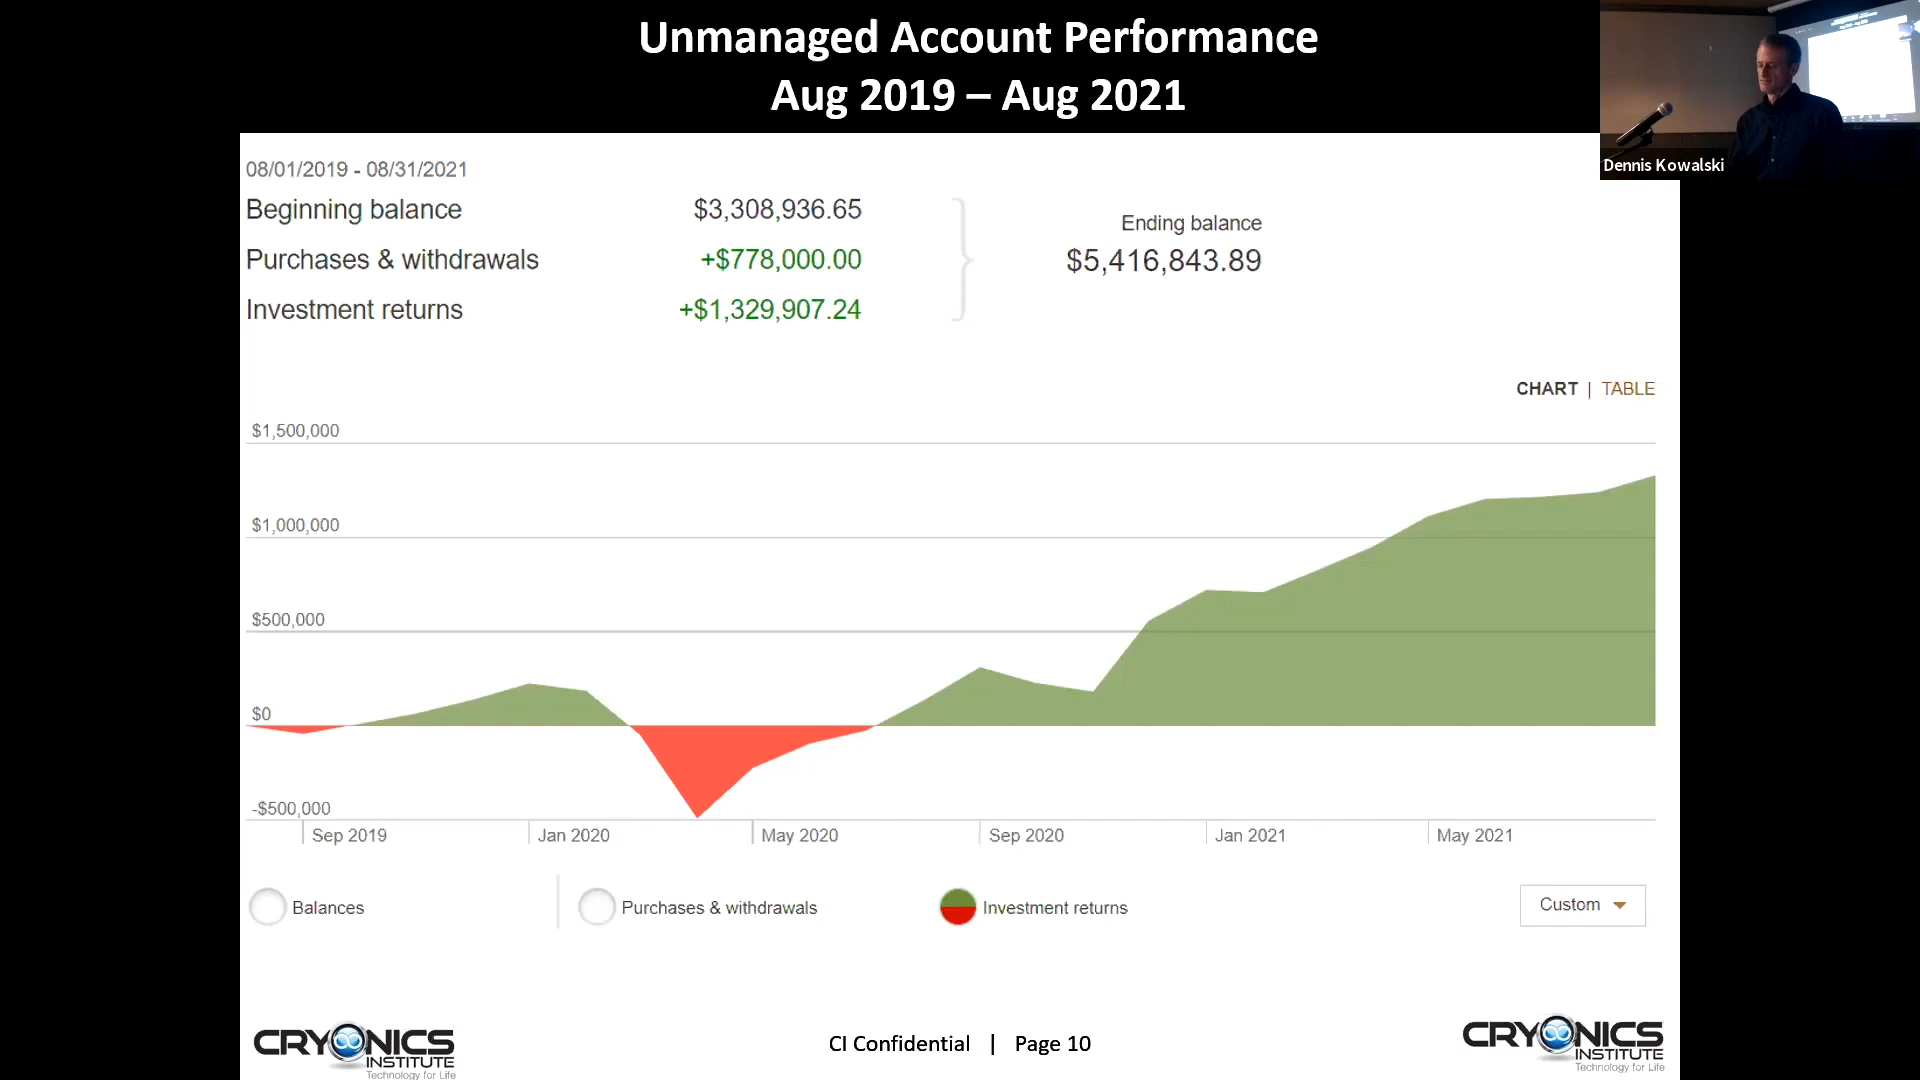 Unmanaged Account Performance
Aug 2019 – Aug 2021
Dennis Kowalski
08/01/2019 - 08/31/2021
Beginning balance $3,308,936.65
Purchases & withdrawals +$778,000.00
Investment returns +$1,329,907.24
Ending balance
$5,416,843.89
CHART | TABLE
$1,500,000
$1,000,000
$500,000
$0
-$500,000
Sep 2019 Jan 2020 May 2020 Sep 2020 Jan 2021 May 2021
Balances Purchases & withdrawals Investment returns Custom
CRYONICS
INSTITUTE
Technology for Life
CI Confidential | Page 10
CRYONICS
INSTITUTE
Technology for Life